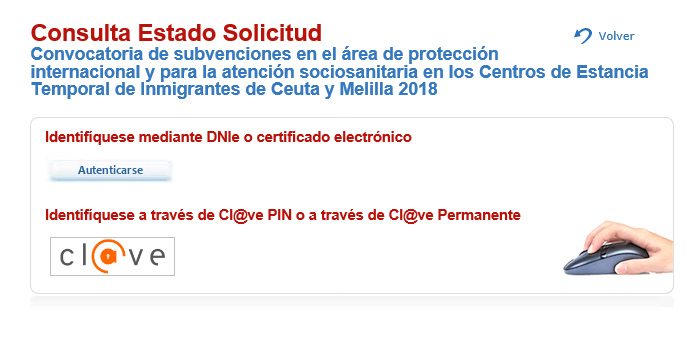 Consulta Estado Solicitud
Volver
Convocatoria de subvenciones en el área de protección
internacional y para la atención sociosanitaria en los Centros de Estancia
Temporal de Inmigrantes de Ceuta y Melilla 2018
Identifíquese mediante DNIe o certificado electrónico
Autenticarse
Identifíquese a través de Cl@ve PIN o a través de Cl@ve Permanente
cl@ve